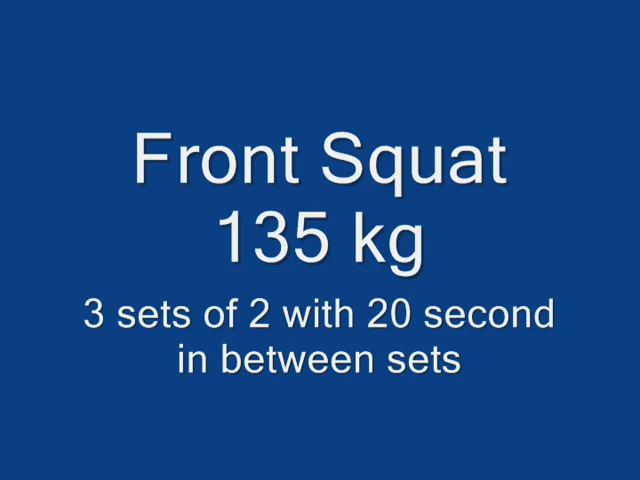 Front Squat
135 kg
3 sets of 2 with 20 second
in between sets